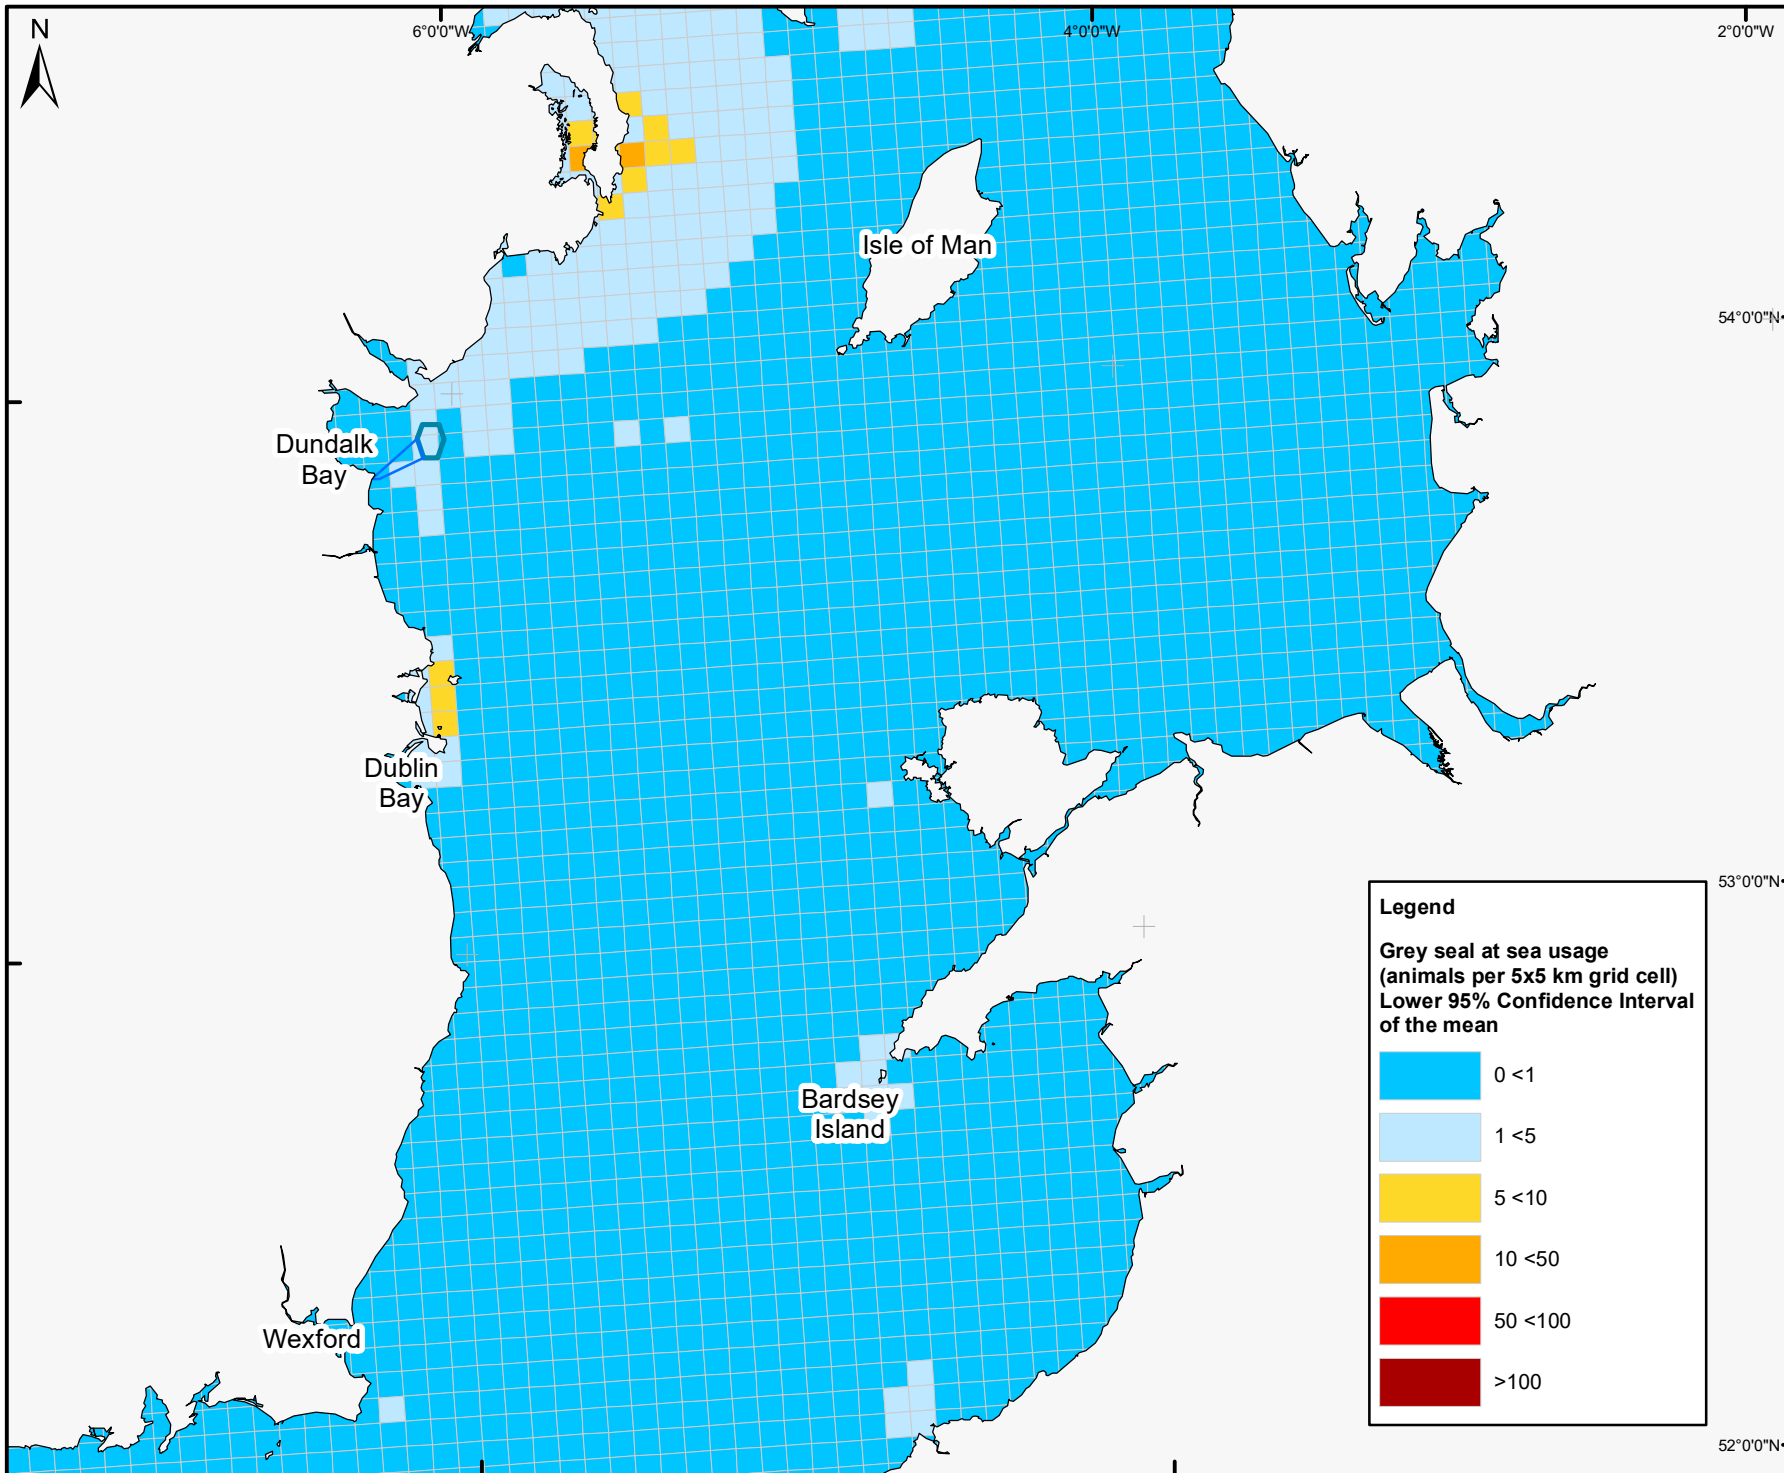 N
6°0'0"W
4°0'0"W
2°0'0"W
Isle of Man
54°0'0"N
Dundalk
Bay
Dublin
Bay
53°0'0"N
Bardsey
Island
Wexford
52°0'0"N
Legend
Grey seal at sea usage
(animals per 5x5 km grid cell)
Lower 95% Confidence Interval
of the mean
0 <1
1 <5
5 <10
10 <50
50 <100
>100